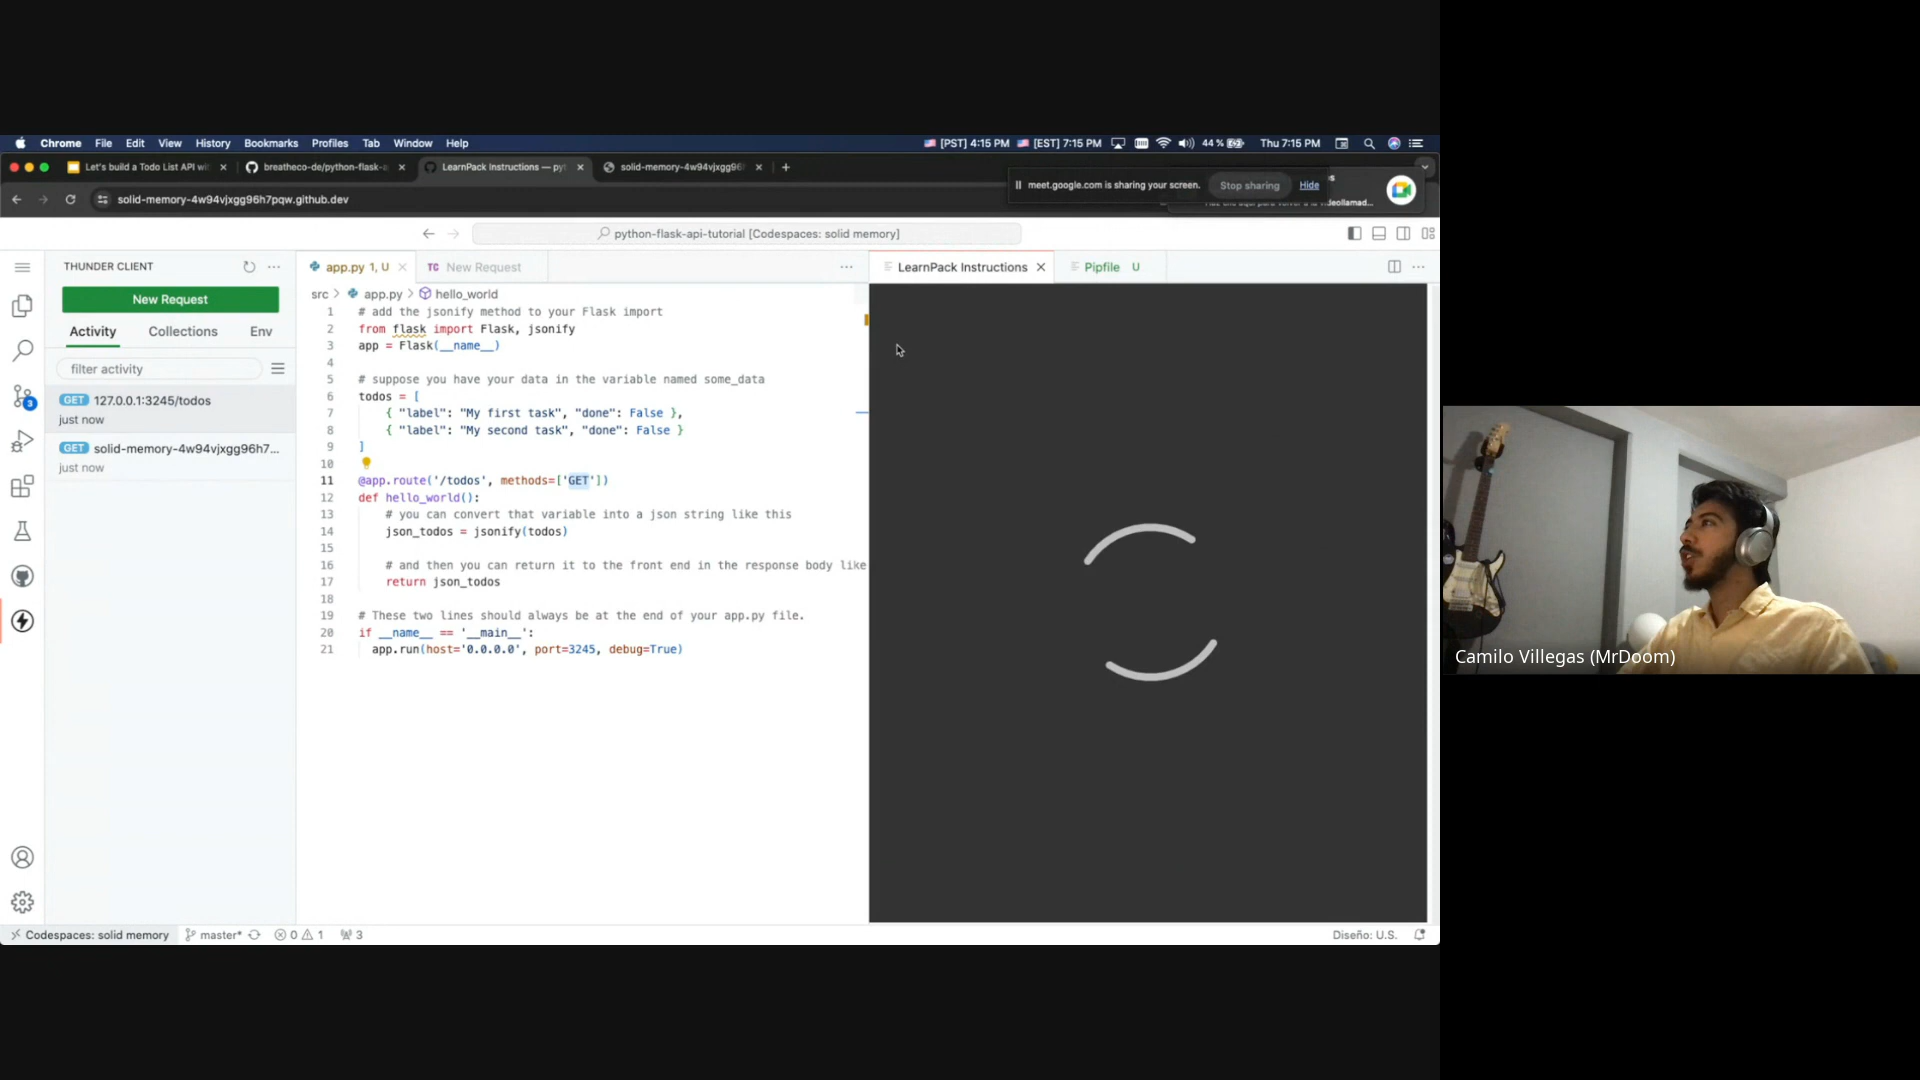 Chrome File Edit View History Bookmarks Profiles Tab Window Help
[PST] 4:15 PM [EST] 7:15 PM 44 % Thu 7:15 PM
Let's build a Todo List API wi
breatheco-de/python-flask-a
LearnPack Instructions — pyt
solid-memory-4w94vjxgg96h
meet.google.com is sharing your screen. Stop sharing Hide
solid-memory-4w94vjxgg96h7pqw.github.dev
python-flask-api-tutorial [Codespaces: solid memory]
THUNDER CLIENT
New Request
Activity Collections Env
filter activity
GET 127.0.0.1:3245/todos
just now
GET solid-memory-4w94vjxgg96h7...
just now
app.py 1, U
TC New Request
src > app.py > hello_world
1 # add the jsonify method to your Flask import
2 from flask import Flask, jsonify
3 app = Flask(__name__)
4
5 # suppose you have your data in the variable named some_data
6 todos = [
7 { "label": "My first task", "done": False },
8 { "label": "My second task", "done": False }
9 ]
10
11 @app.route('/todos', methods=['GET'])
12 def hello_world():
13 # you can convert that variable into a json string like this
14 json_todos = jsonify(todos)
15
16 # and then you can return it to the front end in the response body like
17 return json_todos
18
19 # These two lines should always be at the end of your app.py file.
20 if __name__ == '__main__':
21 app.run(host='0.0.0.0', port=3245, debug=True)
LearnPack Instructions
Pipfile U
3
Codespaces: solid memory master* 0 1 3
Diseño: U.S.
Camilo Villegas (MrDoom)